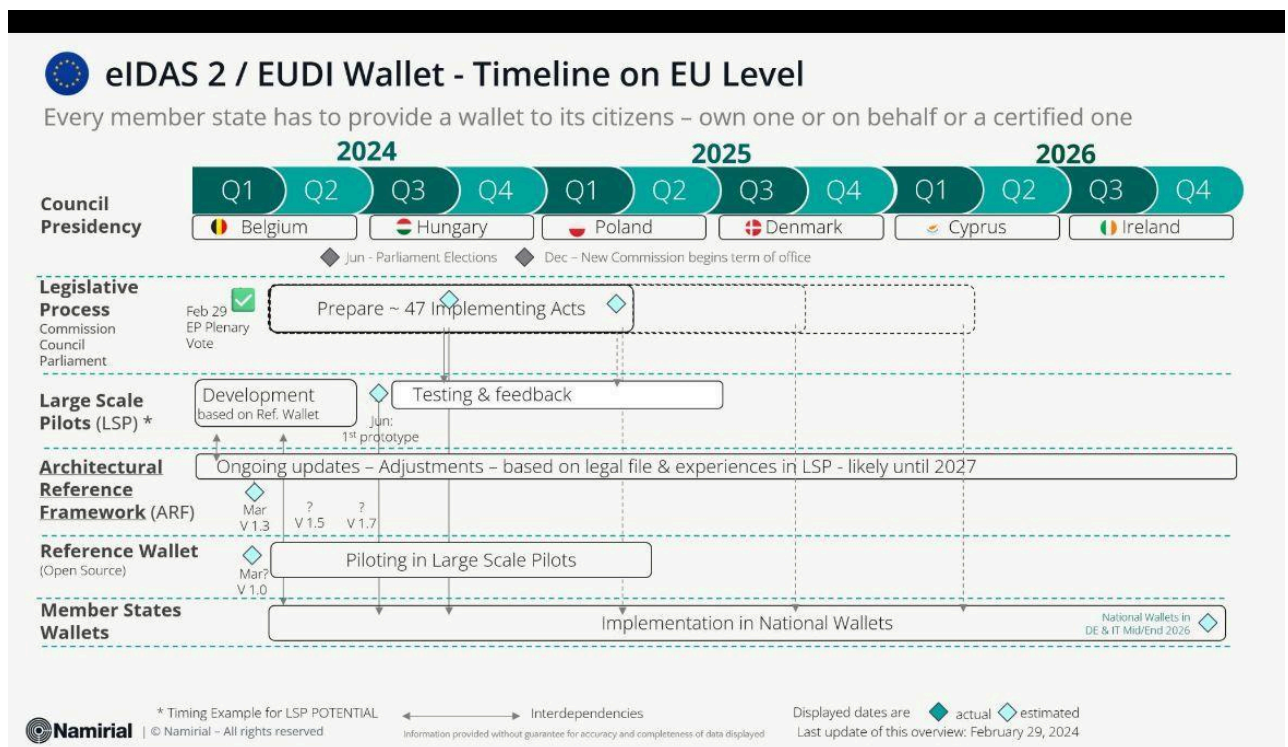 eIDAS 2 / EUDI Wallet - Timeline on EU Level
Every member state has to provide a wallet to its citizens – own one or on behalf or a certified one
2024 2025 2026
Q1 Q2 Q3 Q4 Q1 Q2 Q3 Q4 Q1 Q2 Q3 Q4
Council
Presidency
Belgium Hungary Poland Denmark Cyprus Ireland
Jun - Parliament Elections Dec – New Commission begins term of office
Legislative
Process
Commission
Council
Parliament
Feb 29
EP Plenary
Vote
Prepare ~ 47 Implementing Acts
Large Scale
Pilots (LSP) *
Development
based on Ref. Wallet
Jun:
1st prototype
Testing & feedback
Architectural
Reference
Framework (ARF)
Ongoing updates – Adjustments – based on legal file & experiences in LSP - likely until 2027
Mar
V 1.3
?
V 1.5
?
V 1.7
Reference Wallet
(Open Source)
Mar?
V 1.0
Piloting in Large Scale Pilots
Member States
Wallets
Implementation in National Wallets
National Wallets in
DE & IT Mid/End 2026
* Timing Example for LSP POTENTIAL
Interdependencies
Displayed dates are actual estimated
Namirial | © Namirial – All rights reserved
Information provided without guarantee for accuracy and completeness of data displayed
Last update of this overview: February 29, 2024